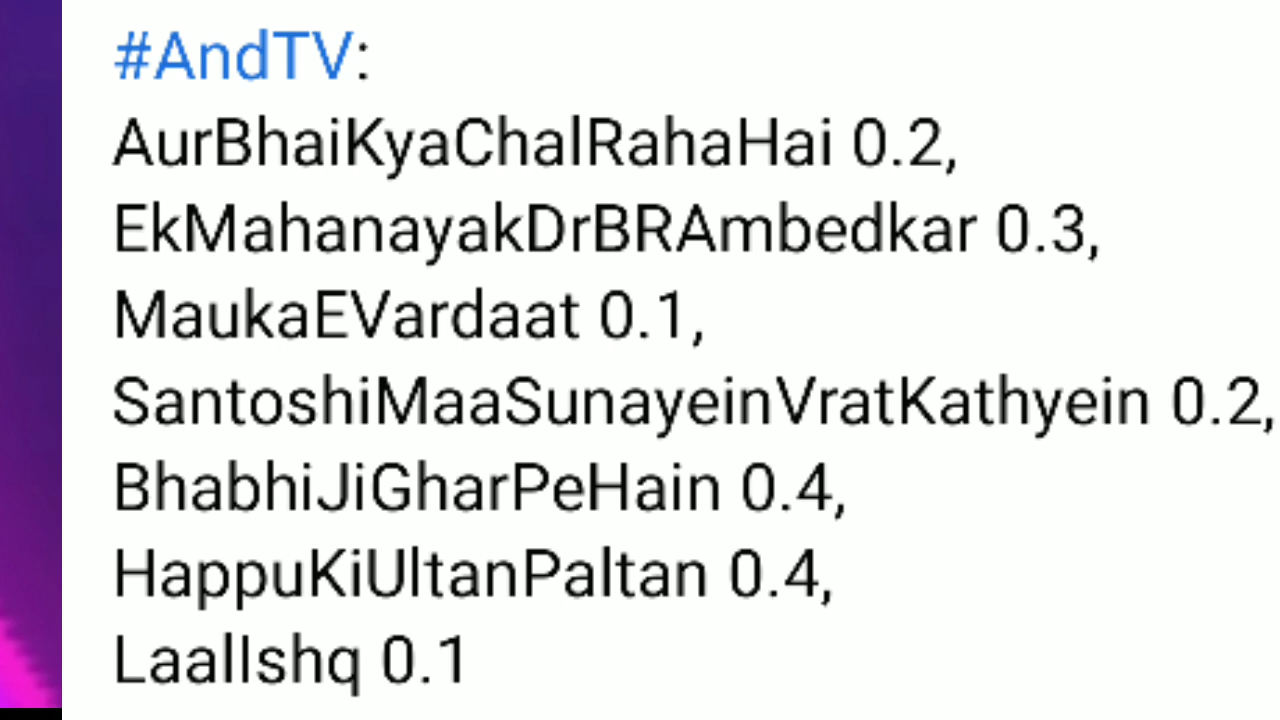 #AndTV:
AurBhaiKyaChalRahaHai 0.2,
EkMahanayakDrBRAmbedkar 0.3,
MaukaEVardaat 0.1,
SantoshiMaaSunayeinVratKathyein 0.2,
BhabhiJiGharPeHain 0.4,
HappuKiUltanPaltan 0.4,
LaalIshq 0.1